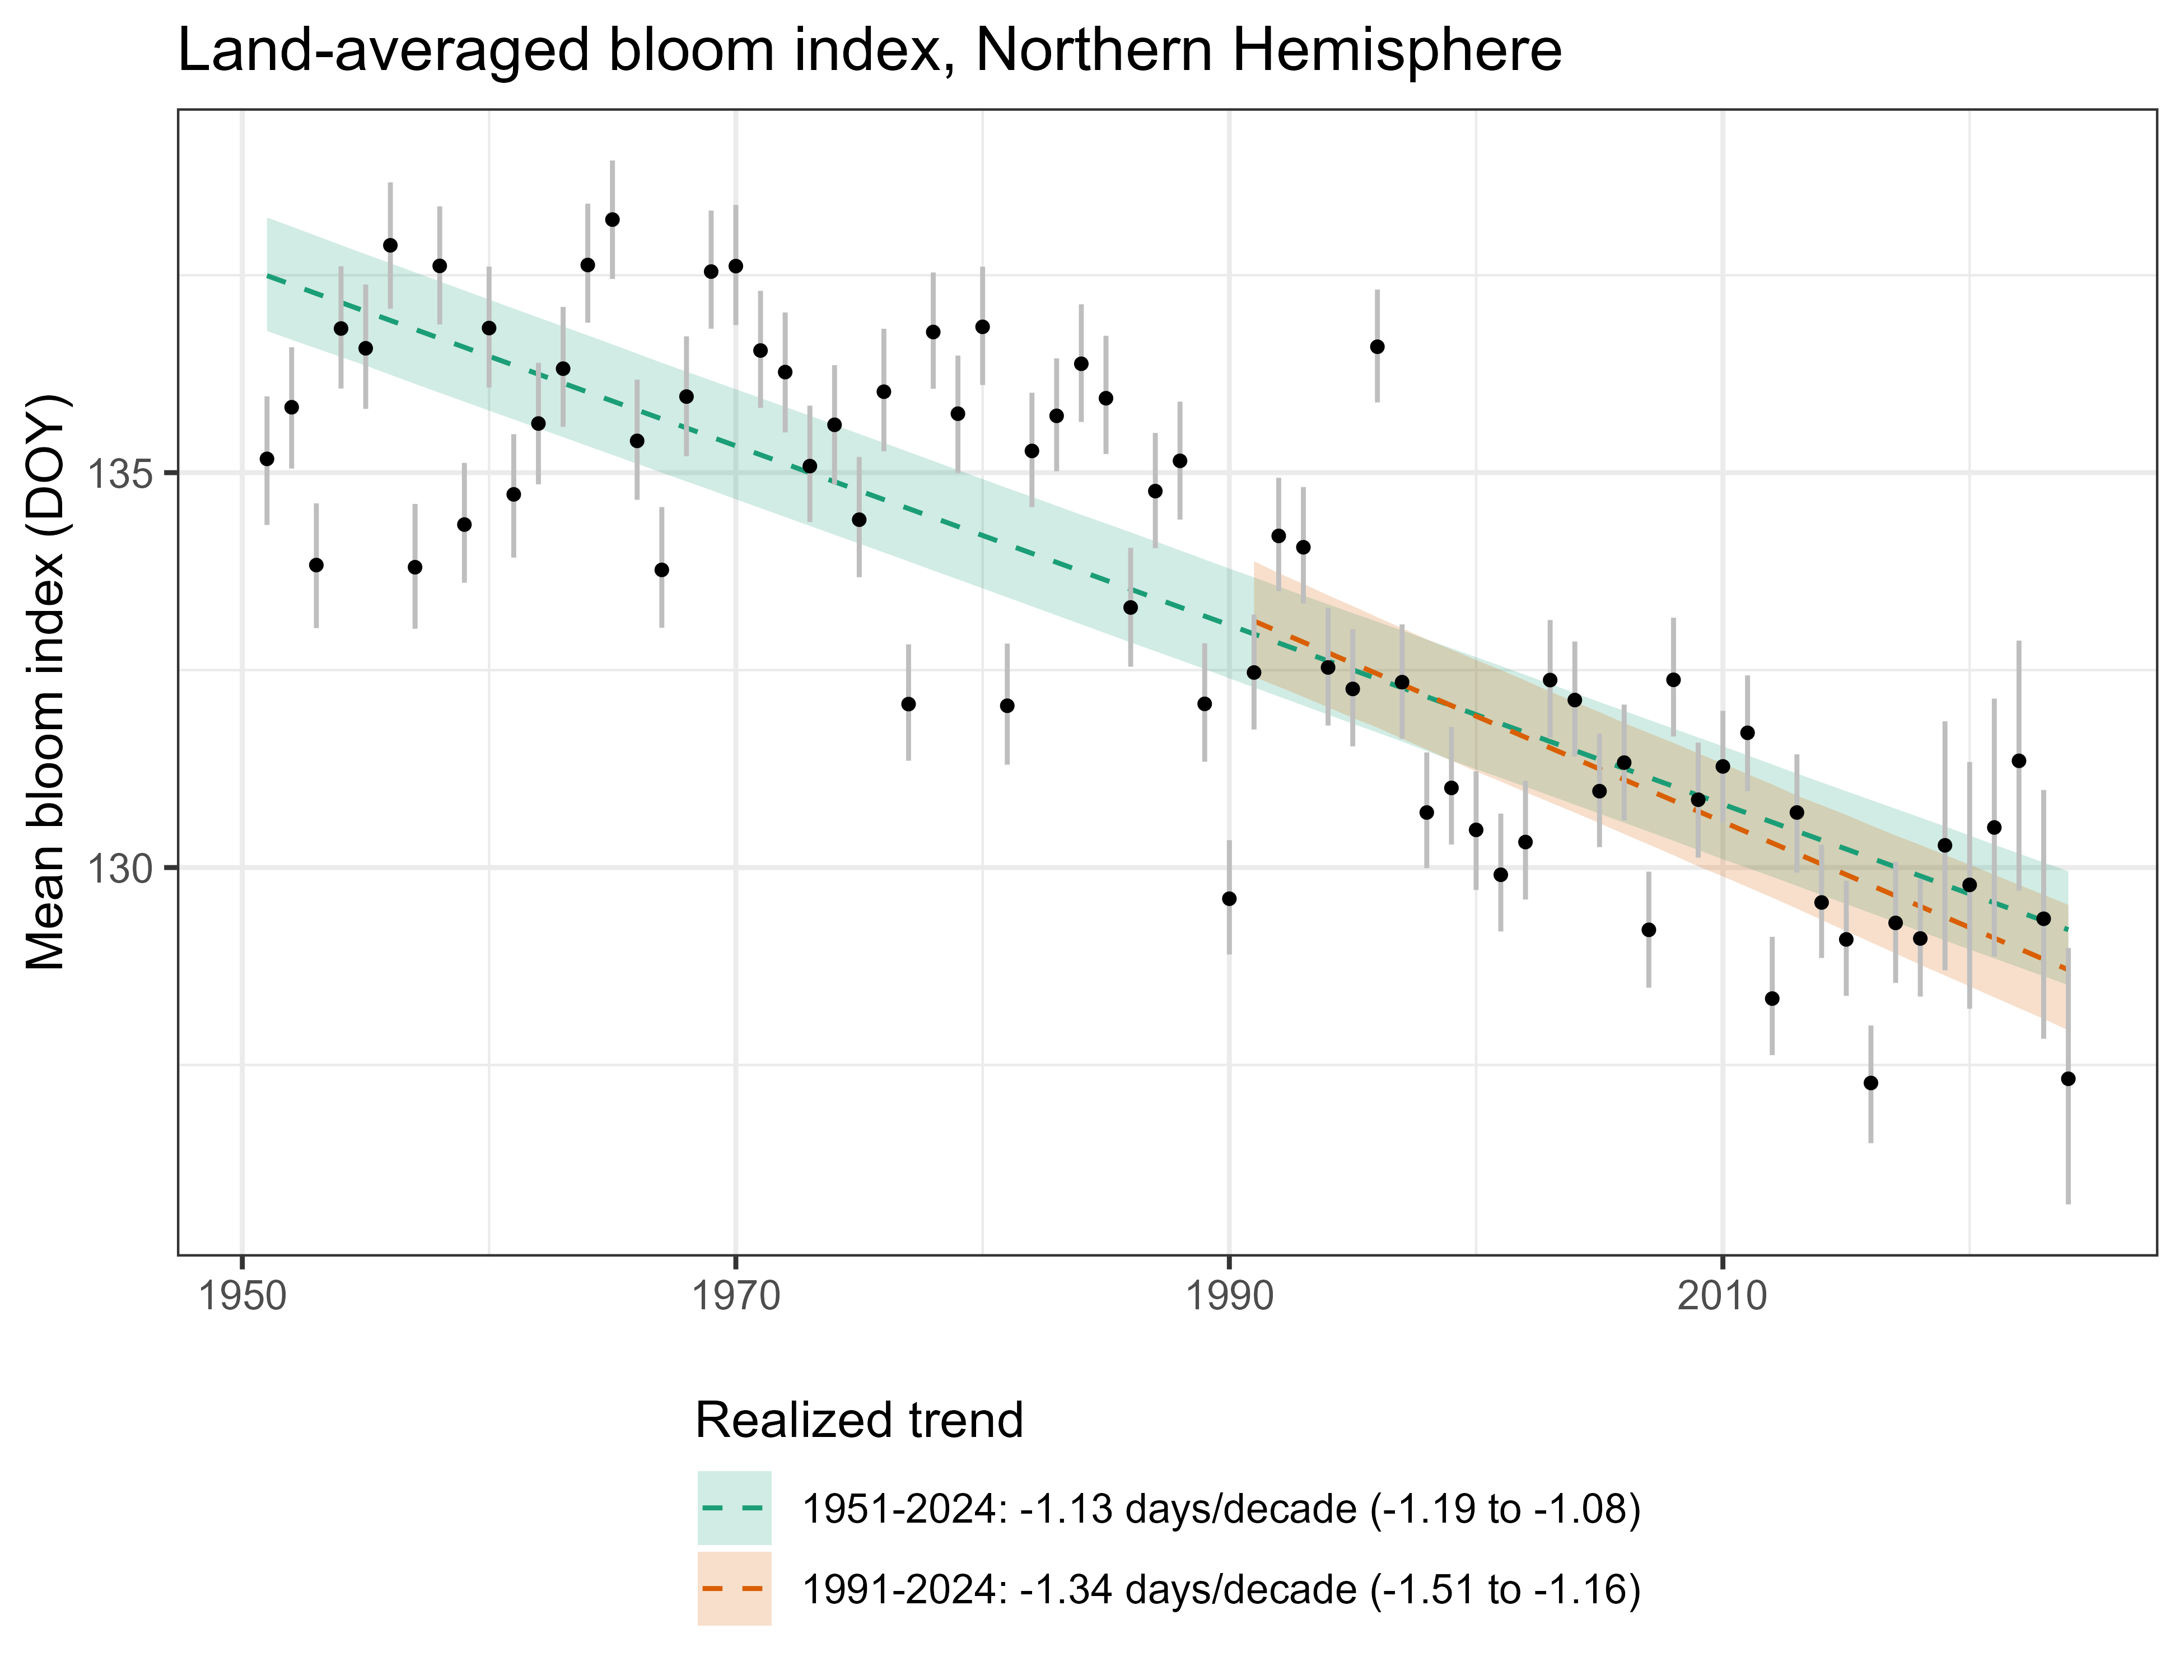 Land-averaged bloom index, Northern Hemisphere
Mean bloom index (DOY)
135
130
1950
1970
1990
2010
Realized trend
1951-2024: -1.13 days/decade (-1.19 to -1.08)
1991-2024: -1.34 days/decade (-1.51 to -1.16)